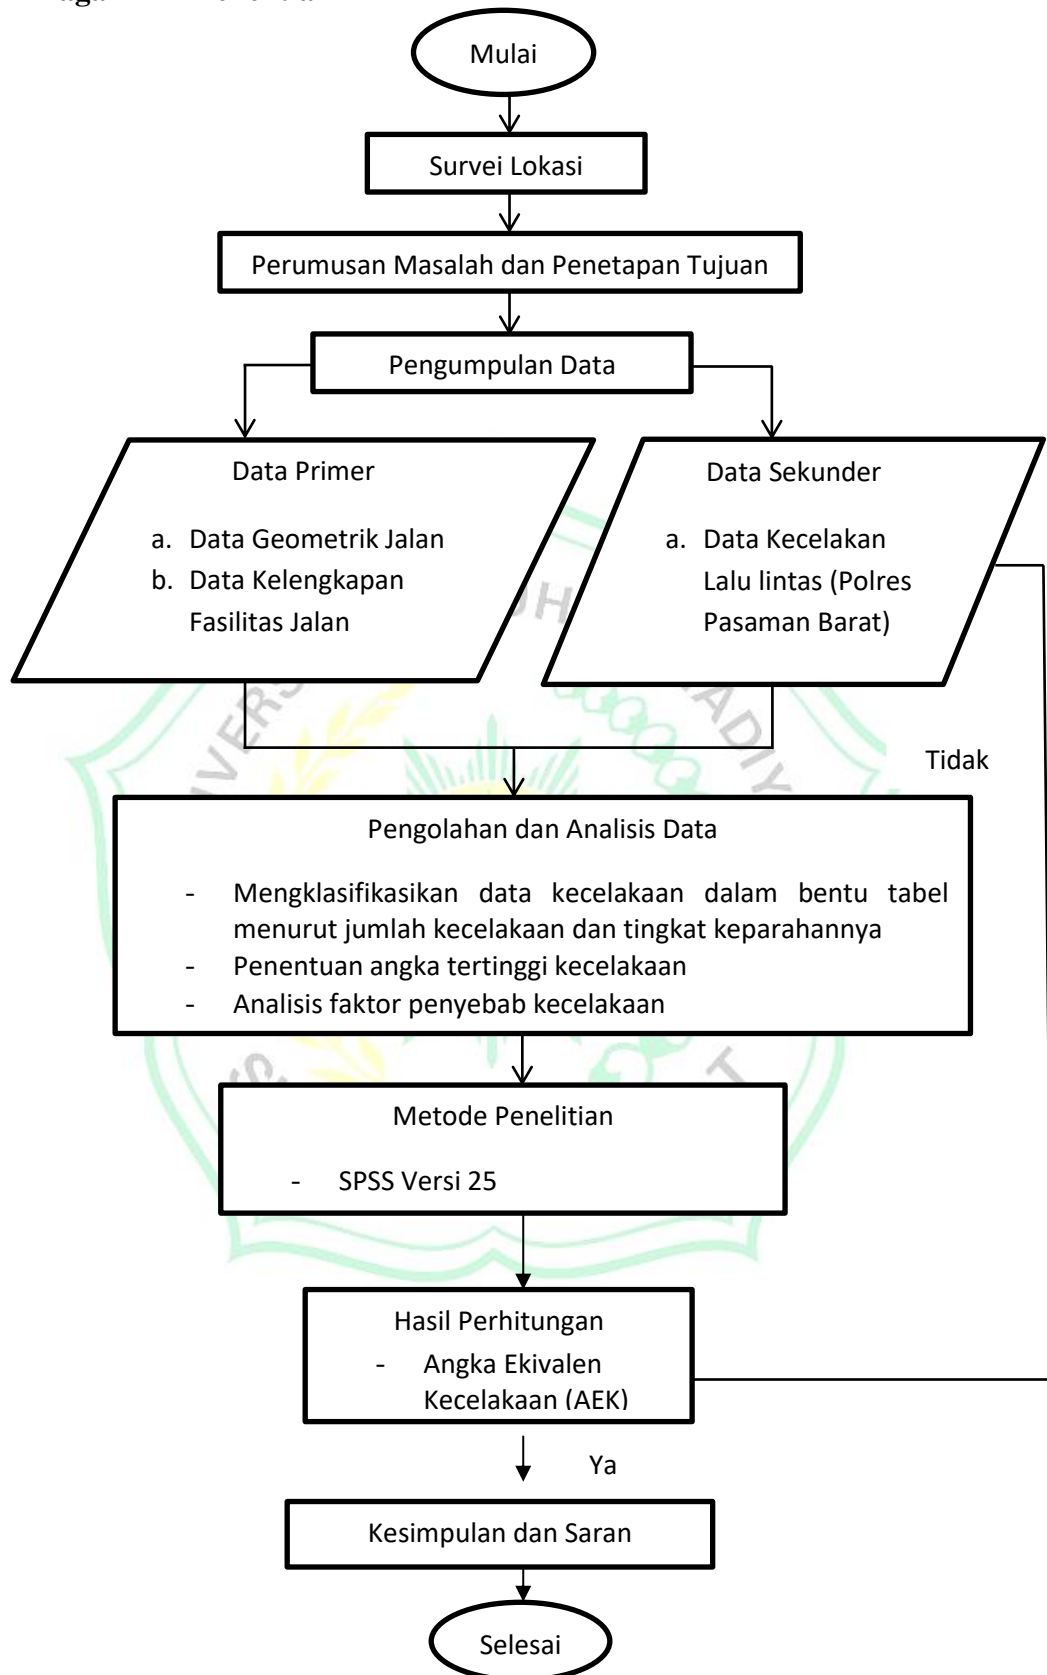 Mulai
Survei Lokasi
Perumusan Masalah dan Penetapan Tujuan
Pengumpulan Data
Data Primer
a. Data Geometrik Jalan
b. Data Kelengkapan
Fasilitas Jalan
Data Sekunder
a. Data Kecelakan
Lalu lintas (Polres
Pasaman Barat)
Tidak
Pengolahan dan Analisis Data
- Mengklasifikasikan data kecelakaan dalam bentu tabel
menurut jumlah kecelakaan dan tingkat keparahannya
- Penentuan angka tertinggi kecelakaan
- Analisis faktor penyebab kecelakaan
Metode Penelitian
- SPSS Versi 25
Hasil Perhitungan
- Angka Ekivalen
Kecelakaan (AEK)
Ya
Kesimpulan dan Saran
Selesai